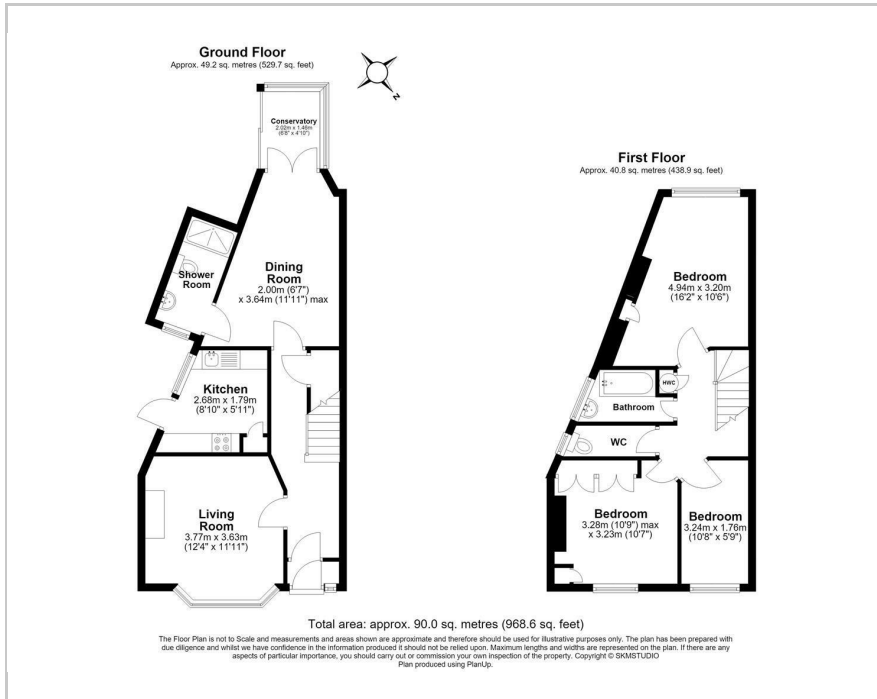 Ground Floor
Approx. 49.2 sq. metres (529.7 sq. feet)
N
Conservatory
2.02m x 1.46m
(6'8" x 4'10")
Shower
Room
Dining
Room
2.00m (6'7")
x 3.64m (11'11") max
Kitchen
2.68m x 1.79m
(8'10" x 5'11")
Living
Room
3.77m x 3.63m
(12'4" x 11'11")
First Floor
Approx. 40.8 sq. metres (438.9 sq. feet)
Bedroom
4.94m x 3.20m
(16'2" x 10'6")
HWC
Bathroom
WC
Bedroom
3.28m (10'9") max
x 3.23m (10'7")
Bedroom
3.24m x 1.76m
(10'8" x 5'9")
Total area: approx. 90.0 sq. metres (968.6 sq. feet)
The Floor Plan is not to Scale and measurements and areas shown are approximate and therefore should be used for illustrative purposes only. The plan has been prepared with
due diligence and whilst we have confidence in the information produced it should not be relied upon. Maximum lengths and widths are represented on the plan. If there are any
aspects of particular importance, you should carry out or commission your own inspection of the property. Copyright © SKMSTUDIO
Plan produced using PlanUp.